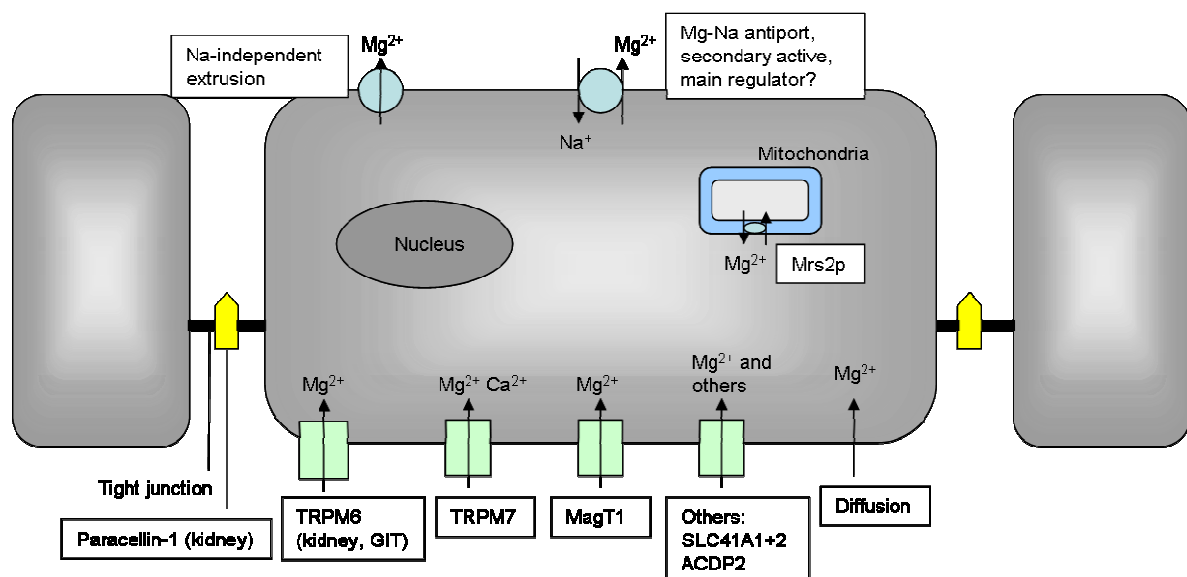 Na-independent
extrusion
Mg²⁺
Mg²⁺
Mg-Na antiport,
secondary active,
main regulator?
Na⁺
Mitochondria
Nucleus
Mg²⁺
Mrs2p
Mg²⁺
Mg²⁺ Ca²⁺
Mg²⁺
Mg²⁺ and
others
Mg²⁺
Tight junction
Paracellin-1 (kidney)
TRPM6
(kidney, GIT)
TRPM7
MagT1
Others:
SLC41A1+2
ACDP2
Diffusion